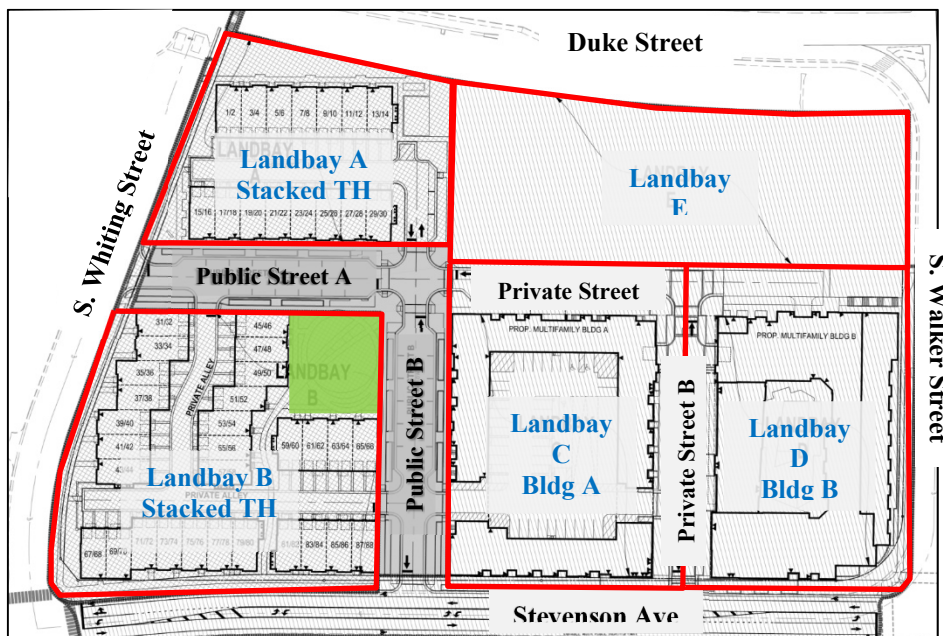 Duke Street
S. Whiting Street
S. Walker Street
1/2 3/4 5/6 7/8 9/10 11/12 13/14
LANDBAY
Landbay A
Stacked TH
15/16 17/18 19/20 21/22 23/24 25/26 27/28 29/30
Landbay
E
Public Street A
Private Street
31/32
33/34
35/36
37/38
39/40
41/42
45/46
47/48
49/50
51/52
53/54
55/56
PRIVATE ALLEY
LANDBAY
B
59/60 61/62 63/64 65/66
Landbay B
Stacked TH
PRIVATE ALLEY
67/68 71/72 73/74 75/76 77/78 79/80 83/84 85/86 87/88
Public Street B
PROP. MULTIFAMILY BLDG A
Landbay
C
Bldg A
Private Street B
PROP. MULTIFAMILY BLDG B
Landbay
D
Bldg B
Stevenson Ave